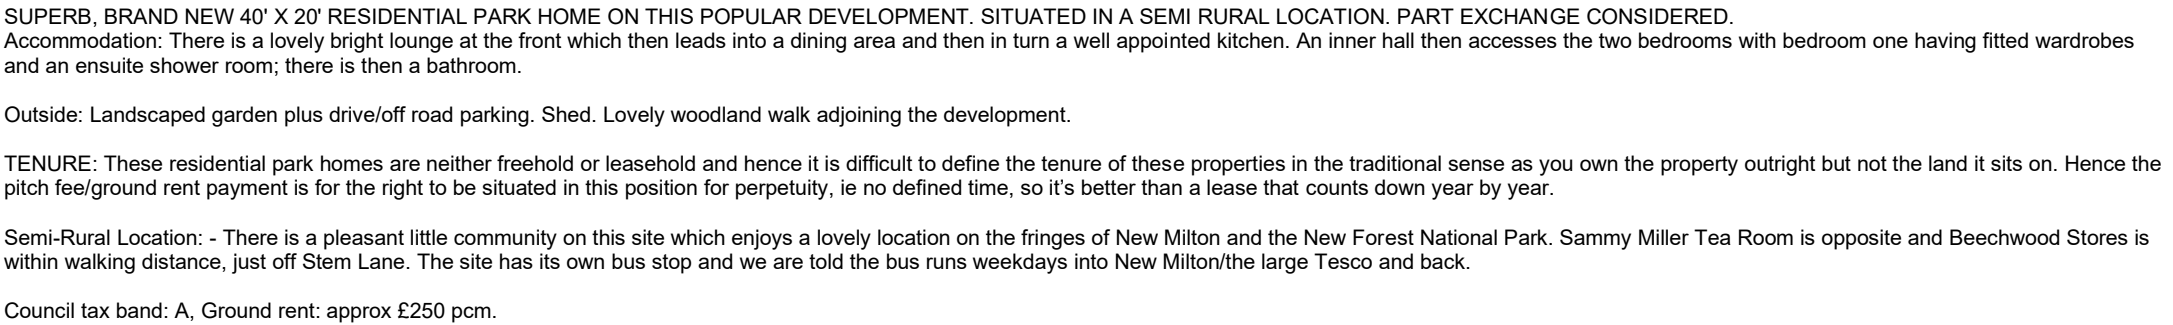 SUPERB, BRAND NEW 40' X 20' RESIDENTIAL PARK HOME ON THIS POPULAR DEVELOPMENT. SITUATED IN A SEMI RURAL LOCATION. PART EXCHANGE CONSIDERED.
Accommodation: There is a lovely bright lounge at the front which then leads into a dining area and then in turn a well appointed kitchen. An inner hall then accesses the two bedrooms with bedroom one having fitted wardrobes
and an ensuite shower room; there is then a bathroom.
Outside: Landscaped garden plus drive/off road parking. Shed. Lovely woodland walk adjoining the development.
TENURE: These residential park homes are neither freehold or leasehold and hence it is difficult to define the tenure of these properties in the traditional sense as you own the property outright but not the land it sits on. Hence the
pitch fee/ground rent payment is for the right to be situated in this position for perpetuity, ie no defined time, so it’s better than a lease that counts down year by year.
Semi-Rural Location: - There is a pleasant little community on this site which enjoys a lovely location on the fringes of New Milton and the New Forest National Park. Sammy Miller Tea Room is opposite and Beechwood Stores is
within walking distance, just off Stem Lane. The site has its own bus stop and we are told the bus runs weekdays into New Milton/the large Tesco and back.
Council tax band: A, Ground rent: approx £250 pcm.